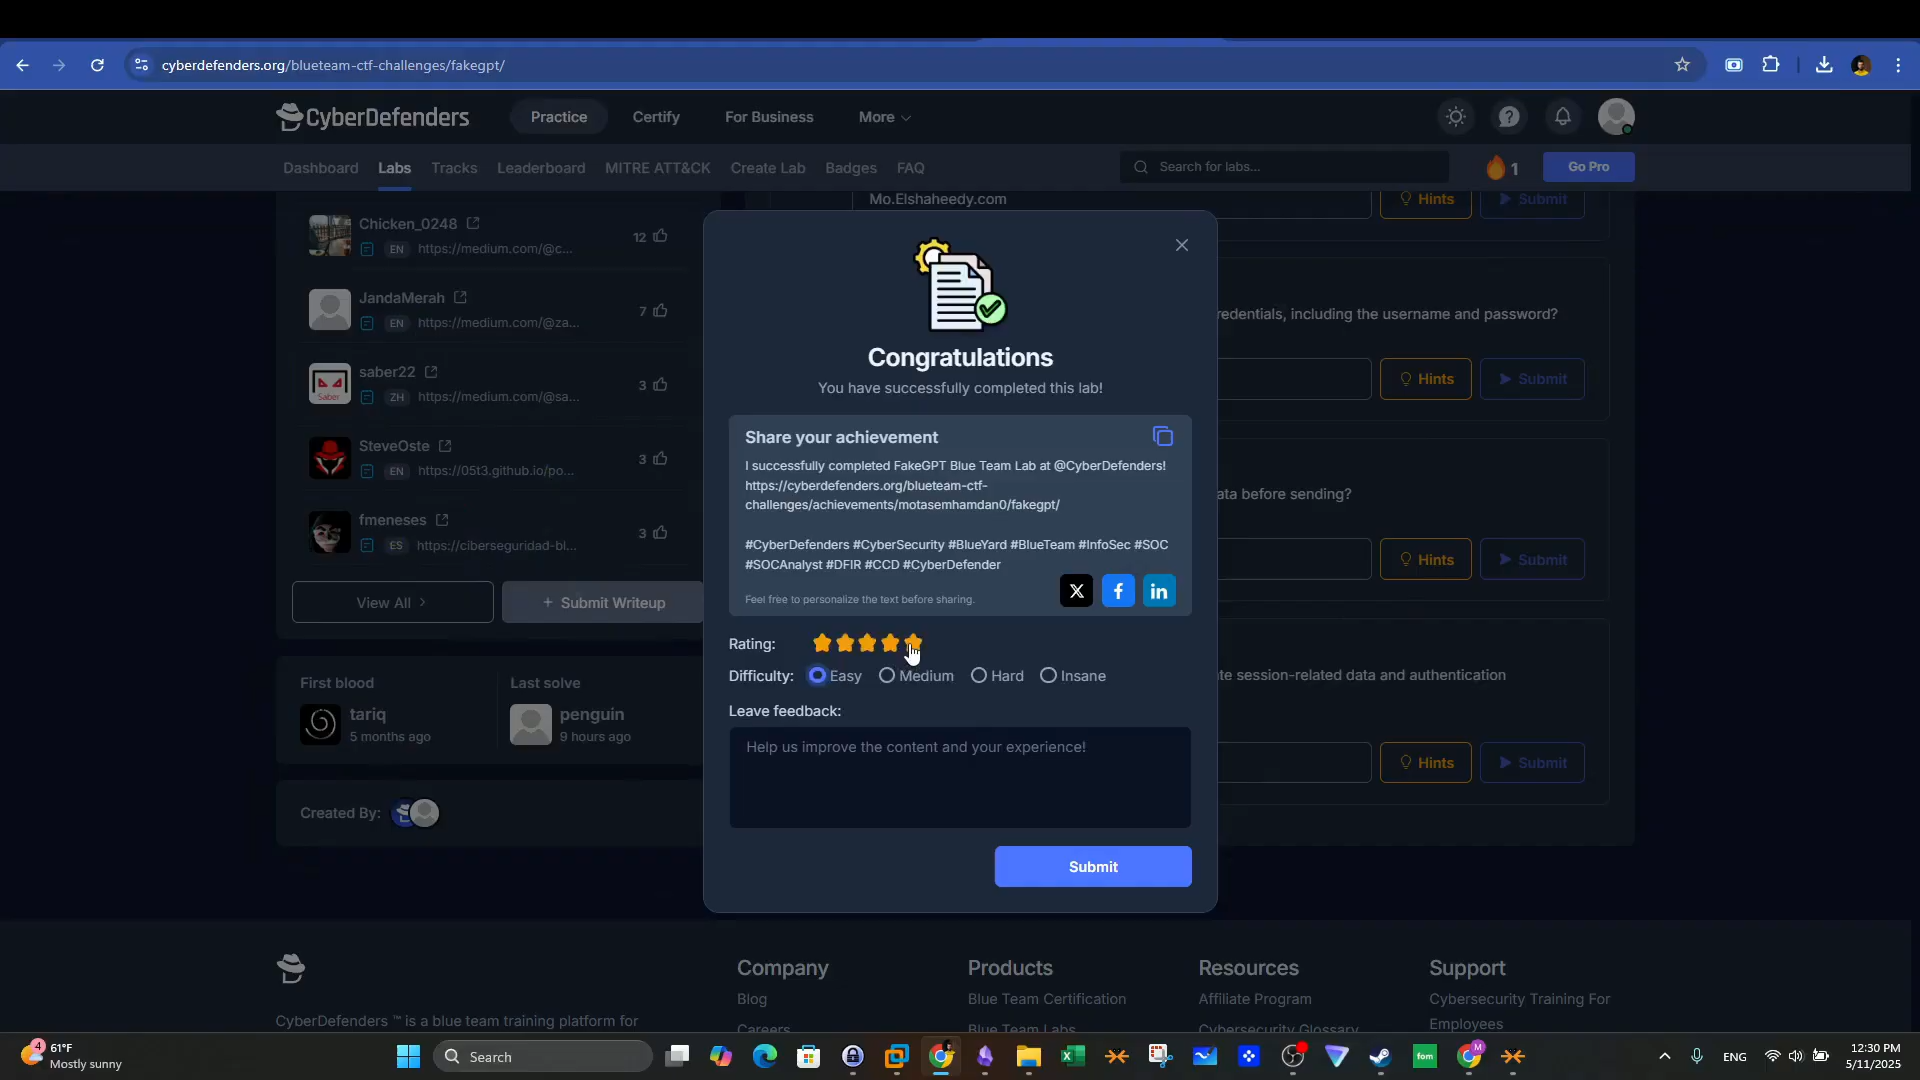 cyberdefenders.org/blueteam-ctf-challenges/fakegpt/
CyberDefenders
Practice
Certify
For Business
More
Dashboard
Labs
Tracks
Leaderboard
MITRE ATT&CK
Create Lab
Badges
FAQ
Search for labs...
1
Go Pro
Chicken_0248
EN https://medium.com/@c...
12
JandaMerah
EN https://medium.com/@za...
7
saber22
ZH https://medium.com/@sa...
3
SteveOste
EN https://05t3.github.io/po...
3
fmeneses
ES https://ciberseguridad-bl...
3
View All
+ Submit Writeup
First blood
tariq
5 months ago
Last solve
penguin
9 hours ago
Created By:
Mo.Elshaheedy.com
Hints
Submit
redentials, including the username and password?
Hints
Submit
ata before sending?
Hints
Submit
te session-related data and authentication
Hints
Submit
Congratulations
You have successfully completed this lab!
Share your achievement
I successfully completed FakeGPT Blue Team Lab at @CyberDefenders!
https://cyberdefenders.org/blueteam-ctf-
challenges/achievements/motasemhamdan0/fakegpt/
#CyberDefenders #CyberSecurity #BlueYard #BlueTeam #InfoSec #SOC
#SOCAnalyst #DFIR #CCD #CyberDefender
Feel free to personalize the text before sharing.
Rating:
Difficulty: Easy Medium Hard Insane
Leave feedback:
Help us improve the content and your experience!
Submit
CyberDefenders ™ is a blue team training platform for
Company
Blog
Careers
Products
Blue Team Certification
Blue Team Labs
Resources
Affiliate Program
Cybersecurity Glossary
Support
Cybersecurity Training For
Employees
4
61°F
Mostly sunny
Search
fom
M
ENG
12:30 PM
5/11/2025